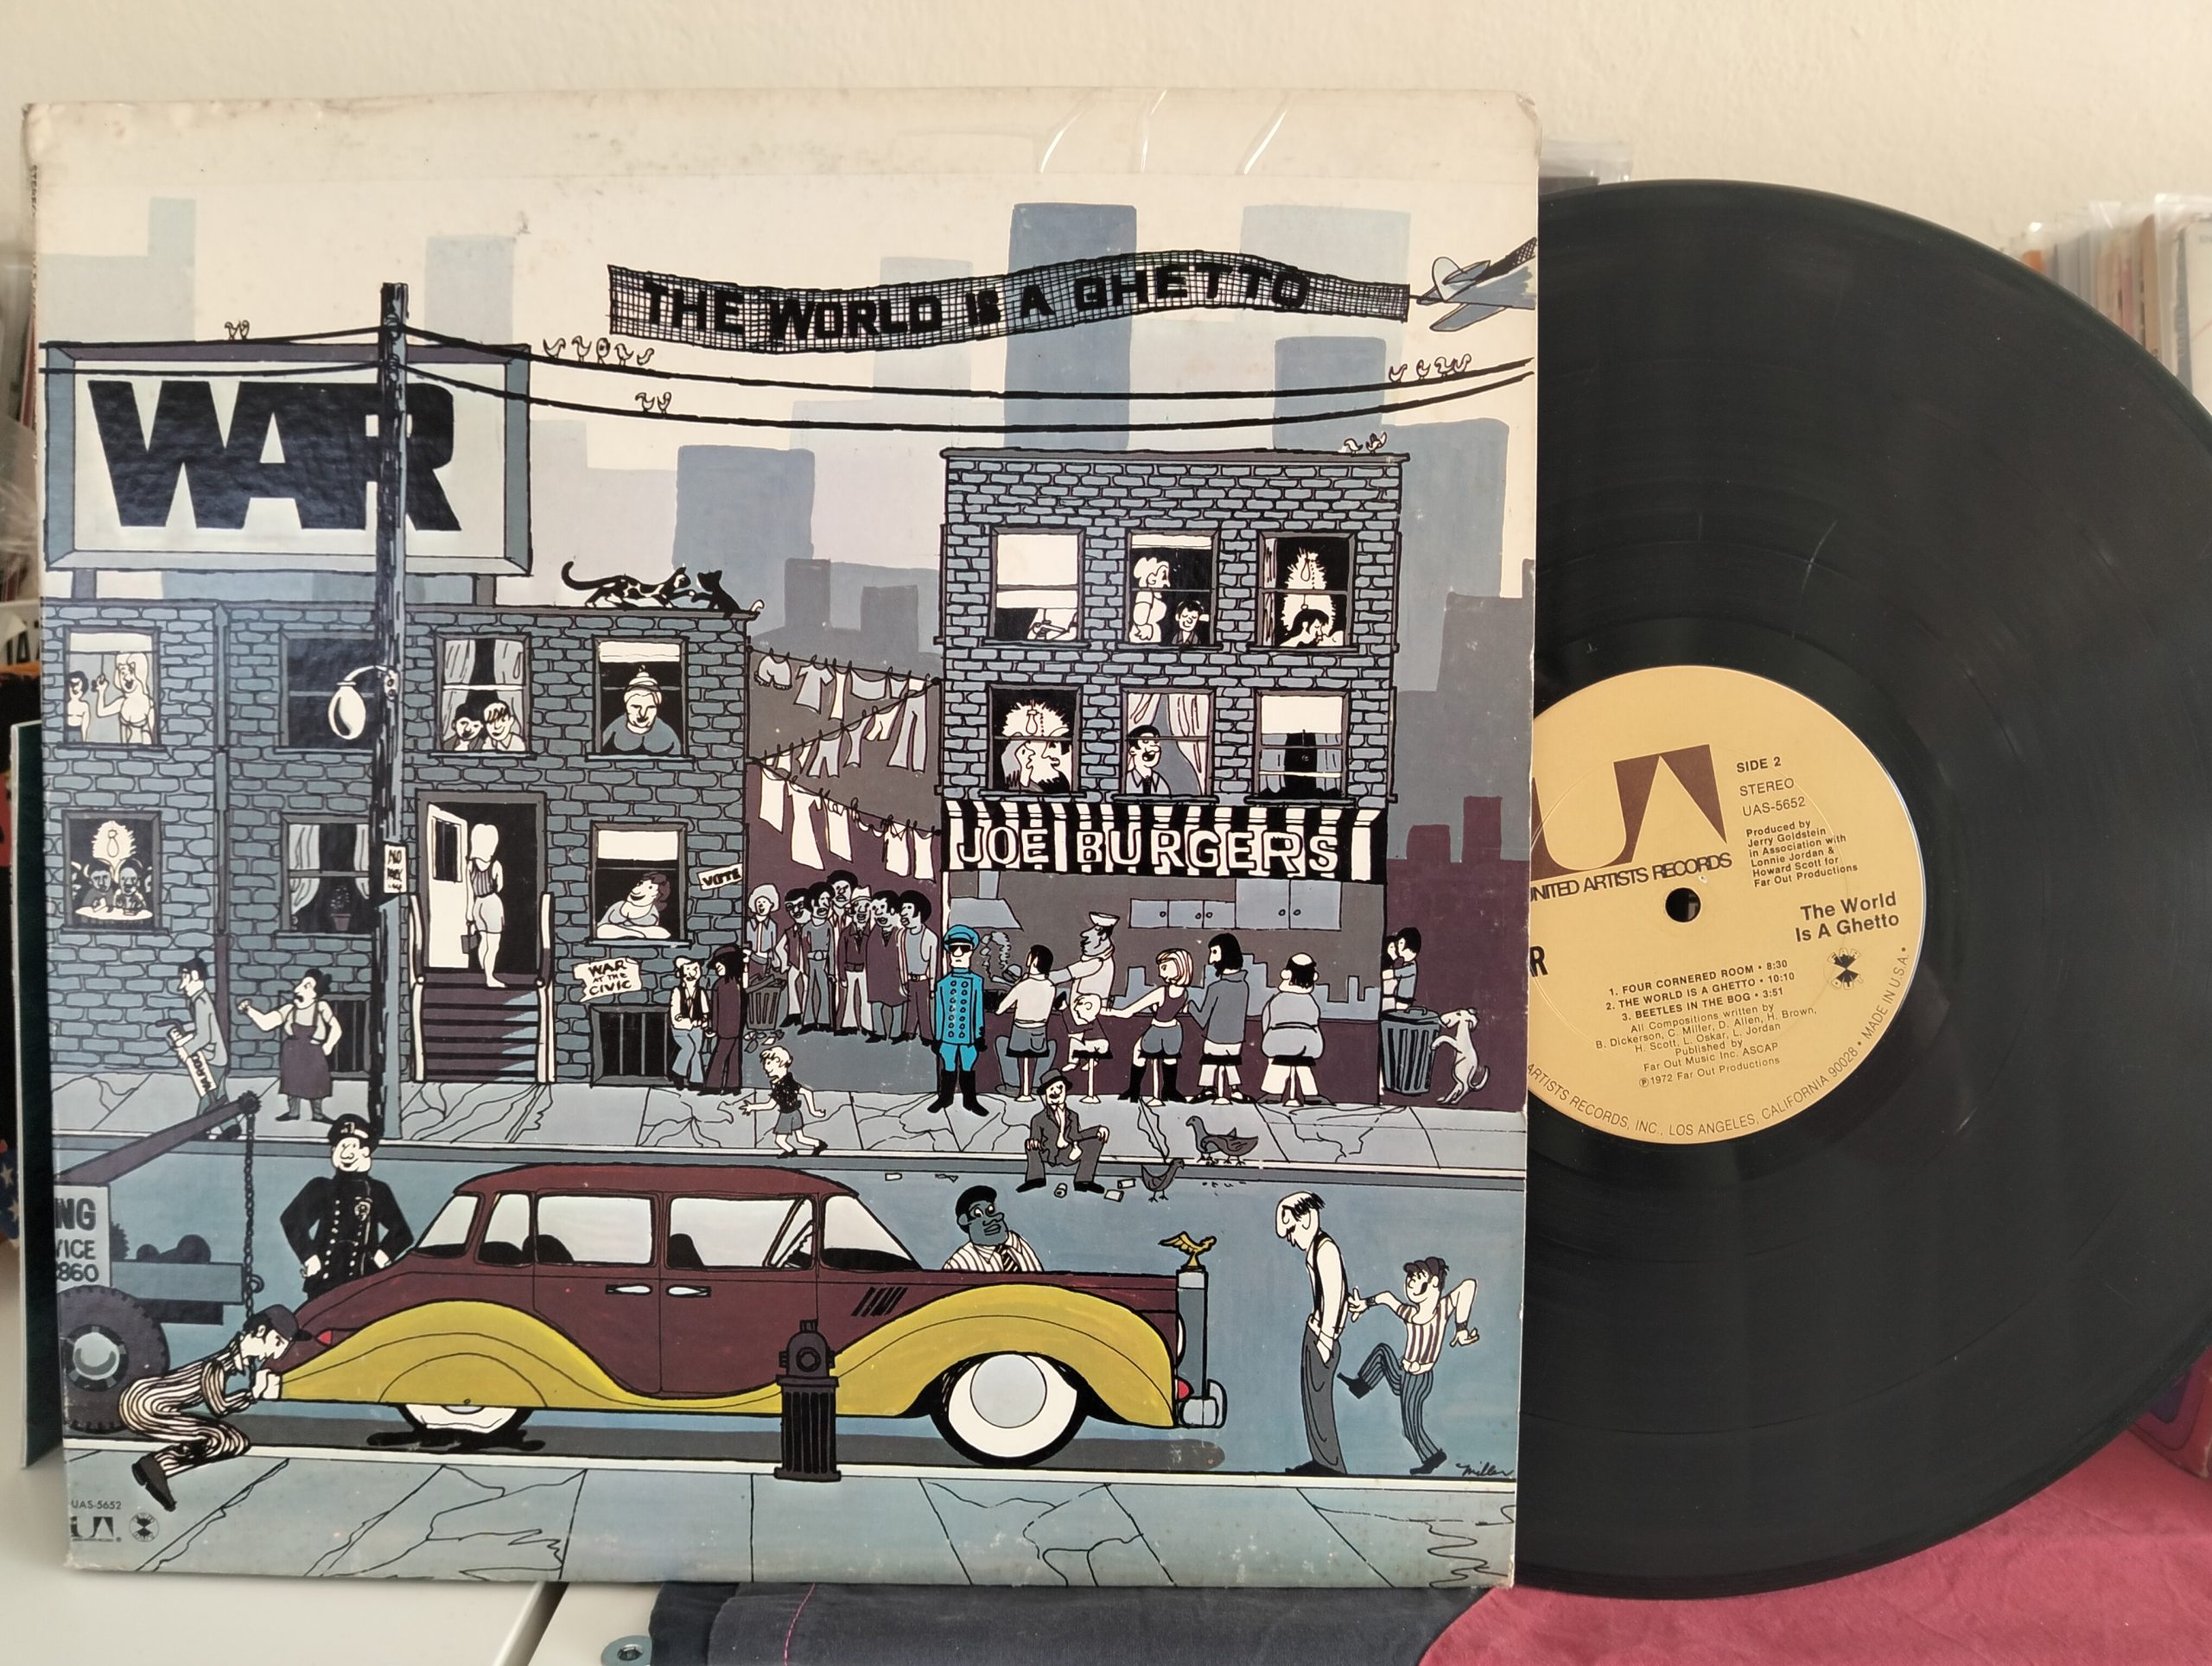 THE WORLD IS A GHETTO
WAR
JOE BURGERS
VOTE
WAR
AT THE
CIVIC
NO
NG
VICE
860
Miller
UAS-5652
UA
UA
UNITED ARTISTS RECORDS
SIDE 2
STEREO
UAS-5652
Produced by
Jerry Goldstein
in Association with
Lonnie Jordan &
Howard Scott for
Far Out Productions
The World
Is A Ghetto
R
1. FOUR CORNERED ROOM • 8:30
2. THE WORLD IS A GHETTO • 10:10
3. BEETLES IN THE BOG • 3:51
All Compositions written by
B. Dickerson, C. Miller, D. Allen, H. Brown,
H. Scott, L. Oskar, L. Jordan
Published by
Far Out Music Inc. ASCAP
℗1972 Far Out Productions
ARTISTS RECORDS, INC., LOS ANGELES, CALIFORNIA 90028 • MADE IN U.S.A. •